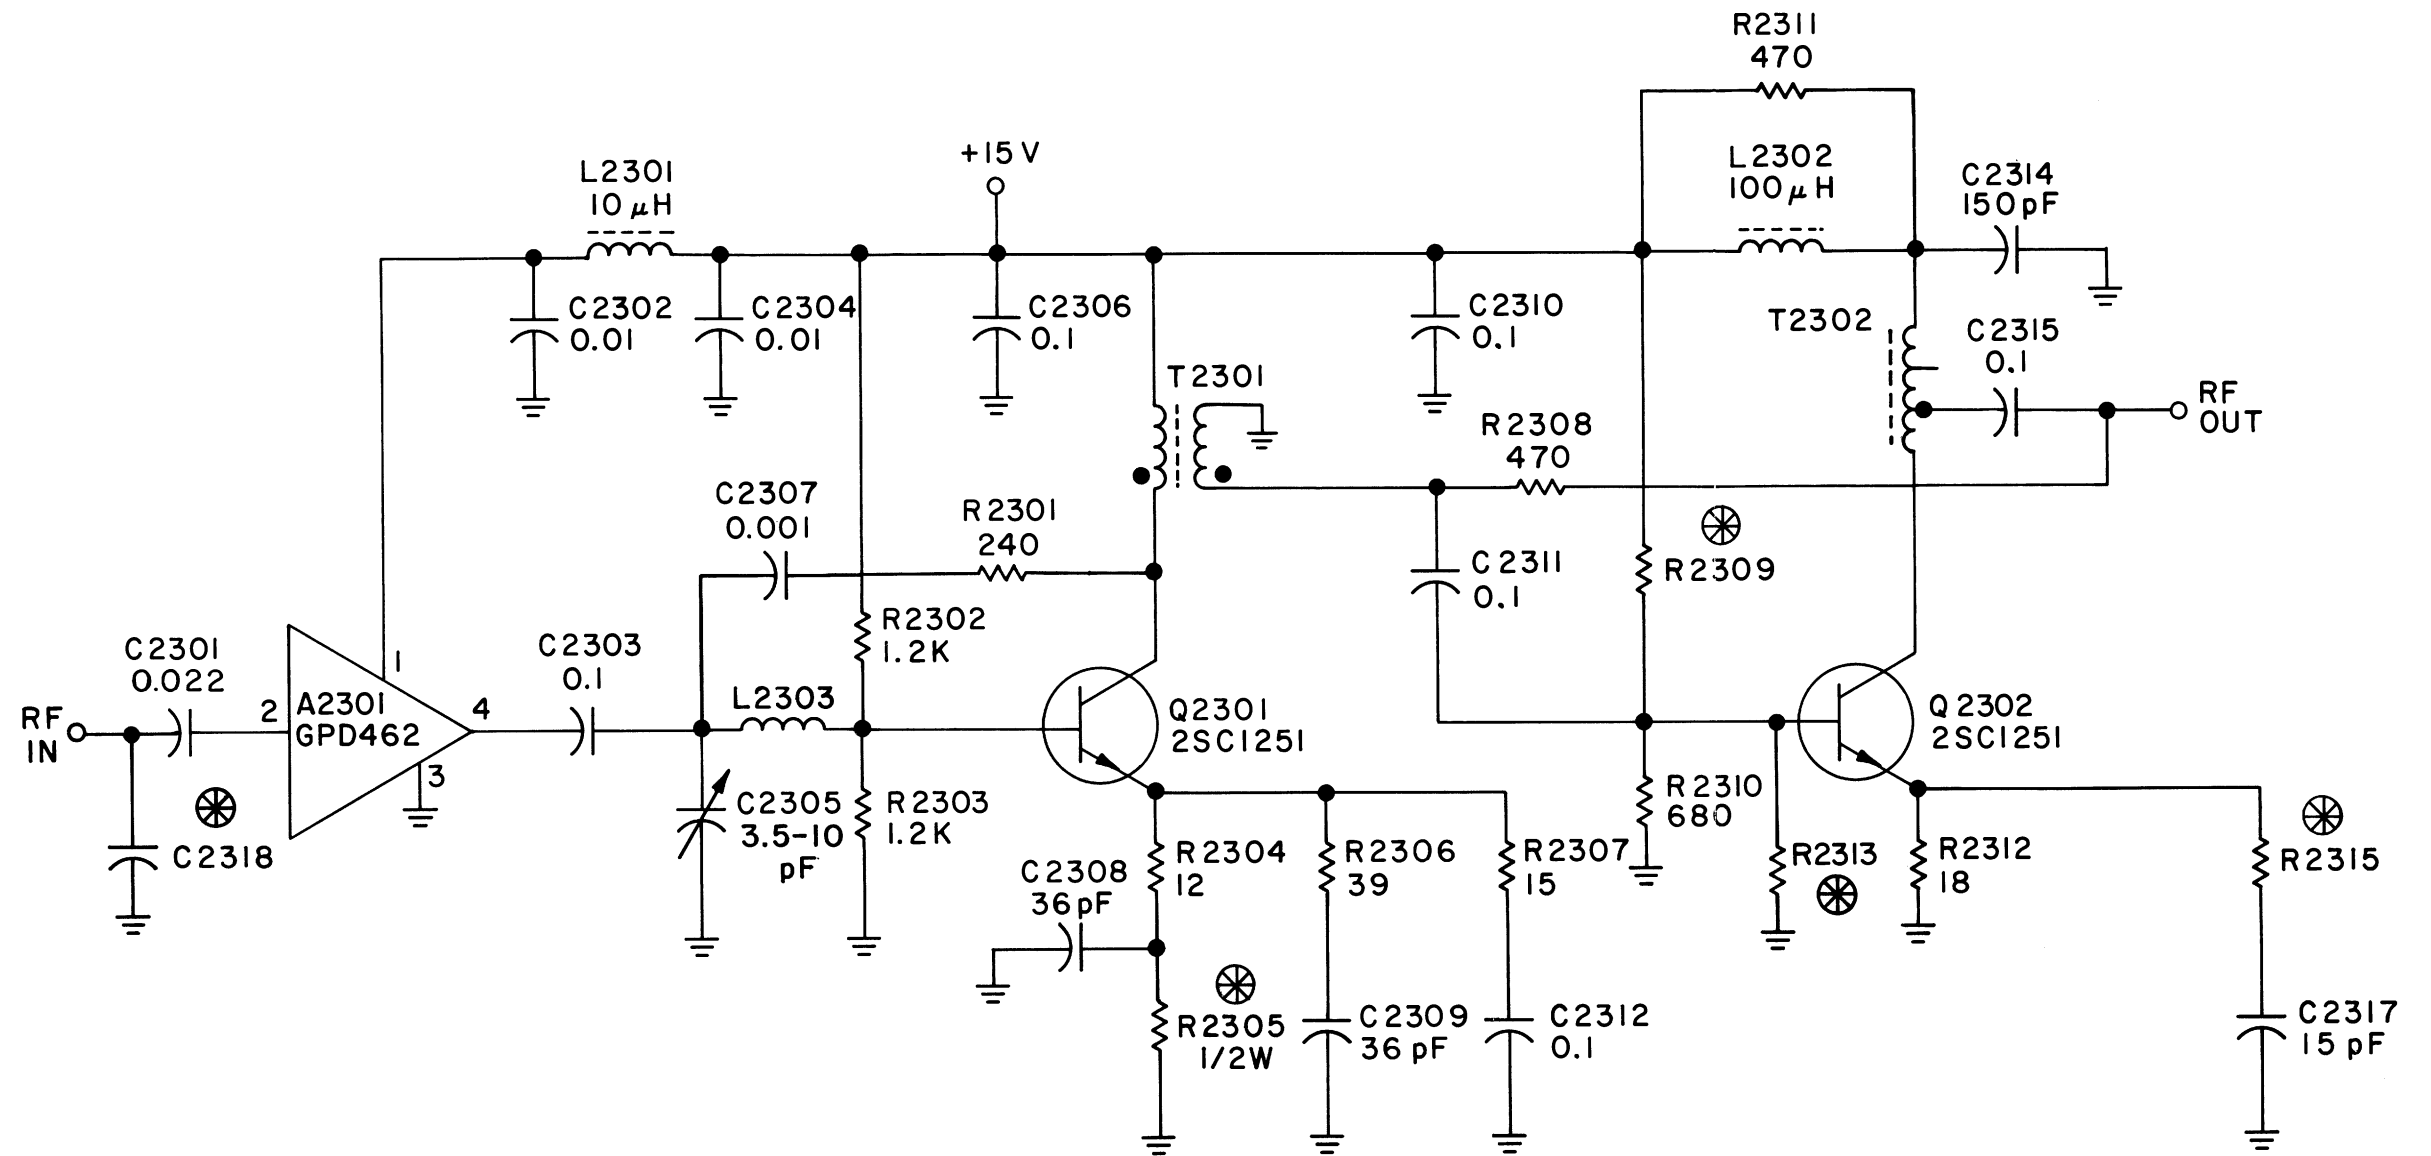 R2311
470
+15 V
L2301
10 μH
L2302
100 μH
C2314
150 pF
C2302
0.01
C2304
0.01
C2306
0.1
C2310
0.1
T2302
C2315
0.1
T2301
RF
OUT
R2308
470
C2307
0.001
R2301
240
C2311
0.1
R2309
C2301
0.022
C2303
0.1
R2302
1.2K
1
L2303
RF
IN
2
A2301
GPD462
4
3
Q2301
2SC1251
Q2302
2SC1251
C2318
C2305
3.5-10
pF
R2303
1.2K
R2310
680
C2308
36 pF
R2304
12
R2306
39
R2307
15
R2313
R2312
18
R2315
R2305
1/2W
C2309
36 pF
C2312
0.1
C2317
15 pF